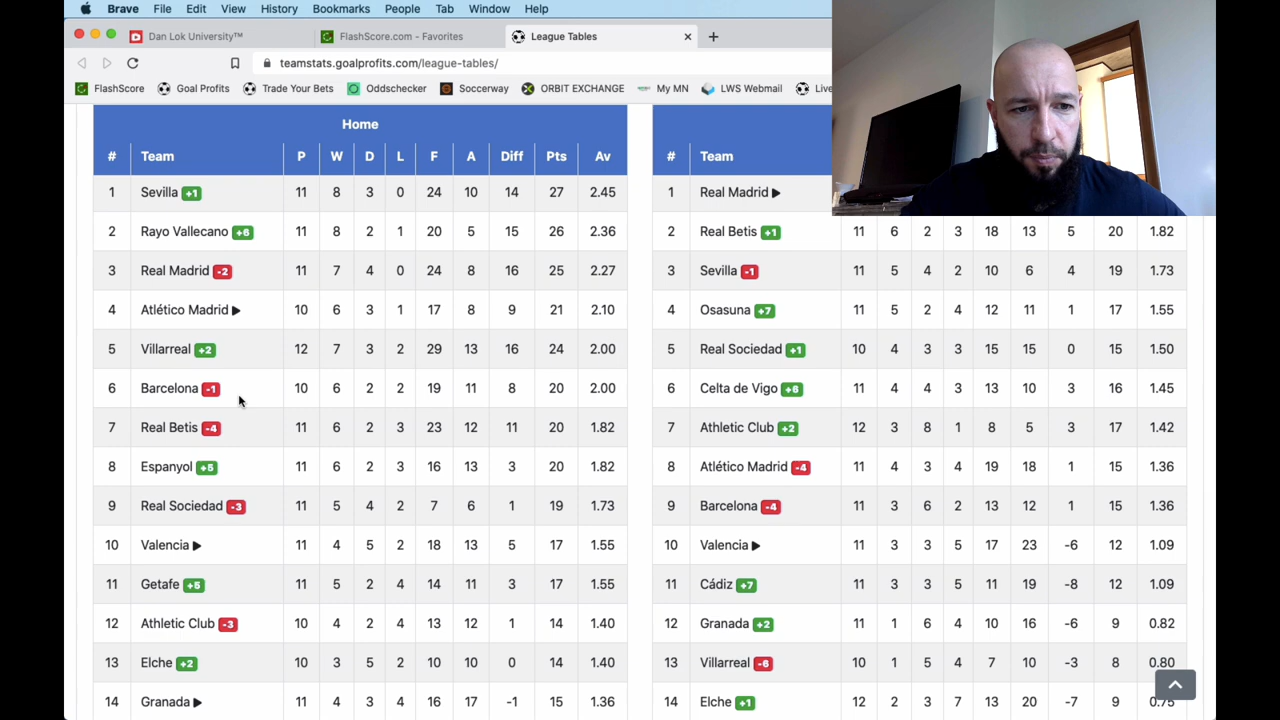 Brave File Edit View History Bookmarks People Tab Window Help
Dan Lok University™ FlashScore.com - Favorites League Tables
teamstats.goalprofits.com/league-tables/
FlashScore Goal Profits Trade Your Bets Oddschecker Soccerway ORBIT EXCHANGE My MN LWS Webmail Live
Home
# Team P W D L F A Diff Pts Av # Team
1 Sevilla +1 11 8 3 0 24 10 14 27 2.45 1 Real Madrid
2 Rayo Vallecano +6 11 8 2 1 20 5 15 26 2.36 2 Real Betis +1 11 6 2 3 18 13 5 20 1.82
3 Real Madrid -2 11 7 4 0 24 8 16 25 2.27 3 Sevilla -1 11 5 4 2 10 6 4 19 1.73
4 Atlético Madrid 10 6 3 1 17 8 9 21 2.10 4 Osasuna +7 11 5 2 4 12 11 1 17 1.55
5 Villarreal +2 12 7 3 2 29 13 16 24 2.00 5 Real Sociedad +1 10 4 3 3 15 15 0 15 1.50
6 Barcelona -1 10 6 2 2 19 11 8 20 2.00 6 Celta de Vigo +6 11 4 4 3 13 10 3 16 1.45
7 Real Betis -4 11 6 2 3 23 12 11 20 1.82 7 Athletic Club +2 12 3 8 1 8 5 3 17 1.42
8 Espanyol +5 11 6 2 3 16 13 3 20 1.82 8 Atlético Madrid -4 11 4 3 4 19 18 1 15 1.36
9 Real Sociedad -3 11 5 4 2 7 6 1 19 1.73 9 Barcelona -4 11 3 6 2 13 12 1 15 1.36
10 Valencia 11 4 5 2 18 13 5 17 1.55 10 Valencia 11 3 3 5 17 23 -6 12 1.09
11 Getafe +5 11 5 2 4 14 11 3 17 1.55 11 Cádiz +7 11 3 3 5 11 19 -8 12 1.09
12 Athletic Club -3 10 4 2 4 13 12 1 14 1.40 12 Granada +2 11 1 6 4 10 16 -6 9 0.82
13 Elche +2 10 3 5 2 10 10 0 14 1.40 13 Villarreal -6 10 1 5 4 7 10 -3 8 0.80
14 Granada 11 4 3 4 16 17 -1 15 1.36 14 Elche +1 12 2 3 7 13 20 -7 9 0.75